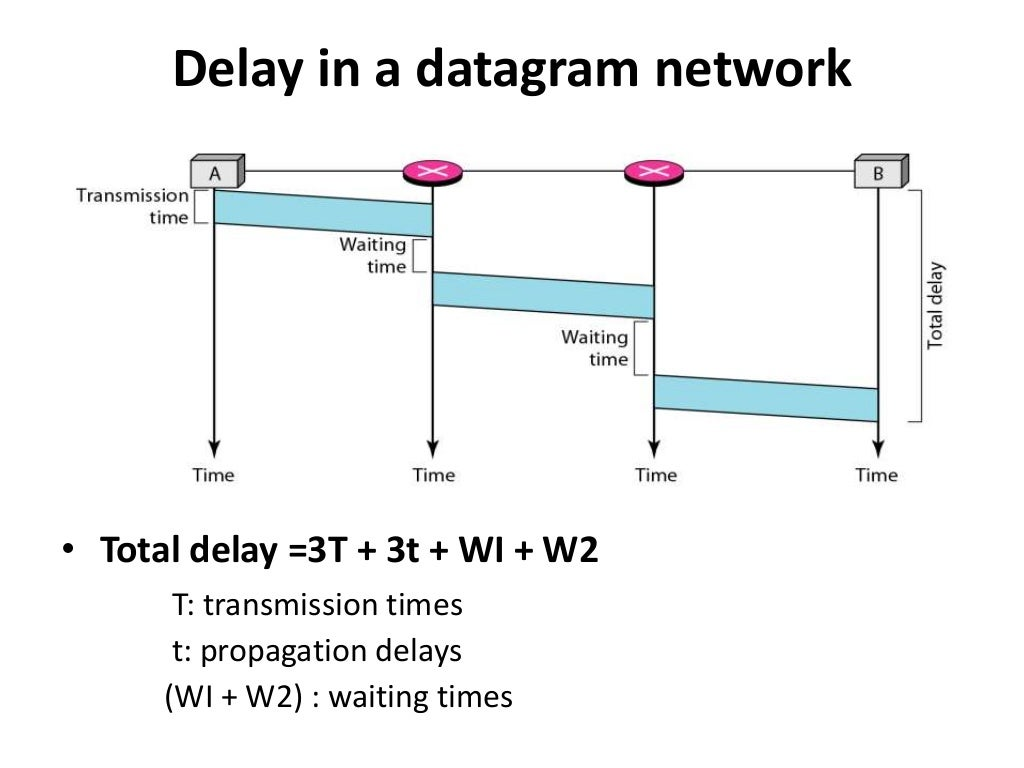 Delay in a datagram network
A
B
Transmission
time
Waiting
time
Waiting
time
Total delay
Time
Time
Time
Time
• Total delay =3T + 3t + WI + W2
T: transmission times
t: propagation delays
(WI + W2) : waiting times